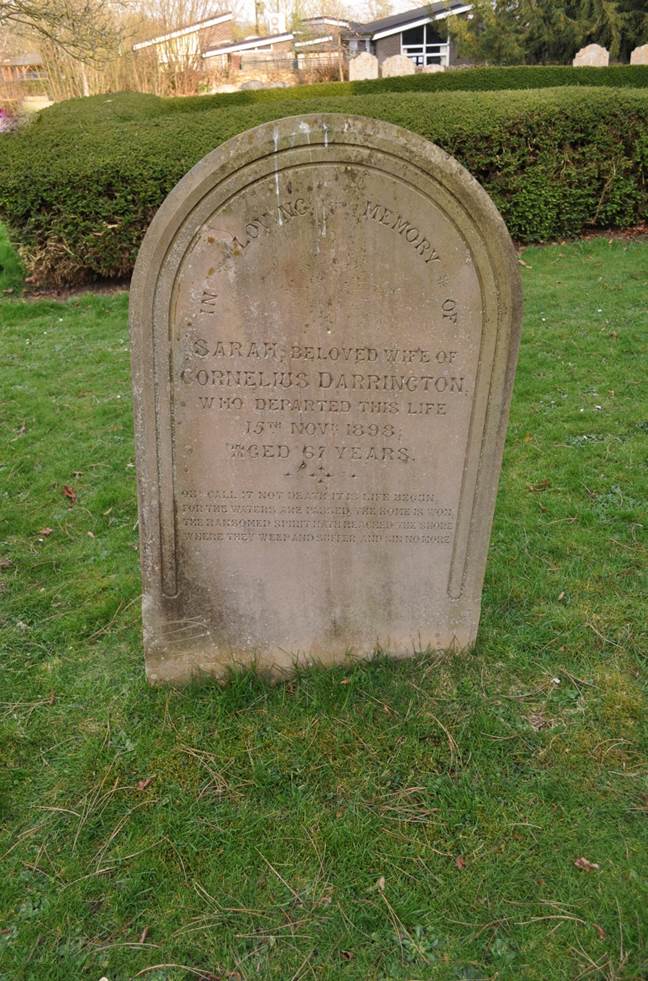 IN LOVING MEMORY OF
SARAH, BELOVED WIFE OF
CORNELIUS DARRINGTON,
WHO DEPARTED THIS LIFE
15TH NOVR 1898,
AGED 67 YEARS.
OH! CALL IT NOT DEATH IT IS LIFE BEGUN,
FOR THE WATERS ARE PASSED, THE HOME IS WON,
THE RANSOMED SPIRIT HATH REACHED THE SHORE
WHERE THEY WEEP AND SUFFER AND SIN NO MORE